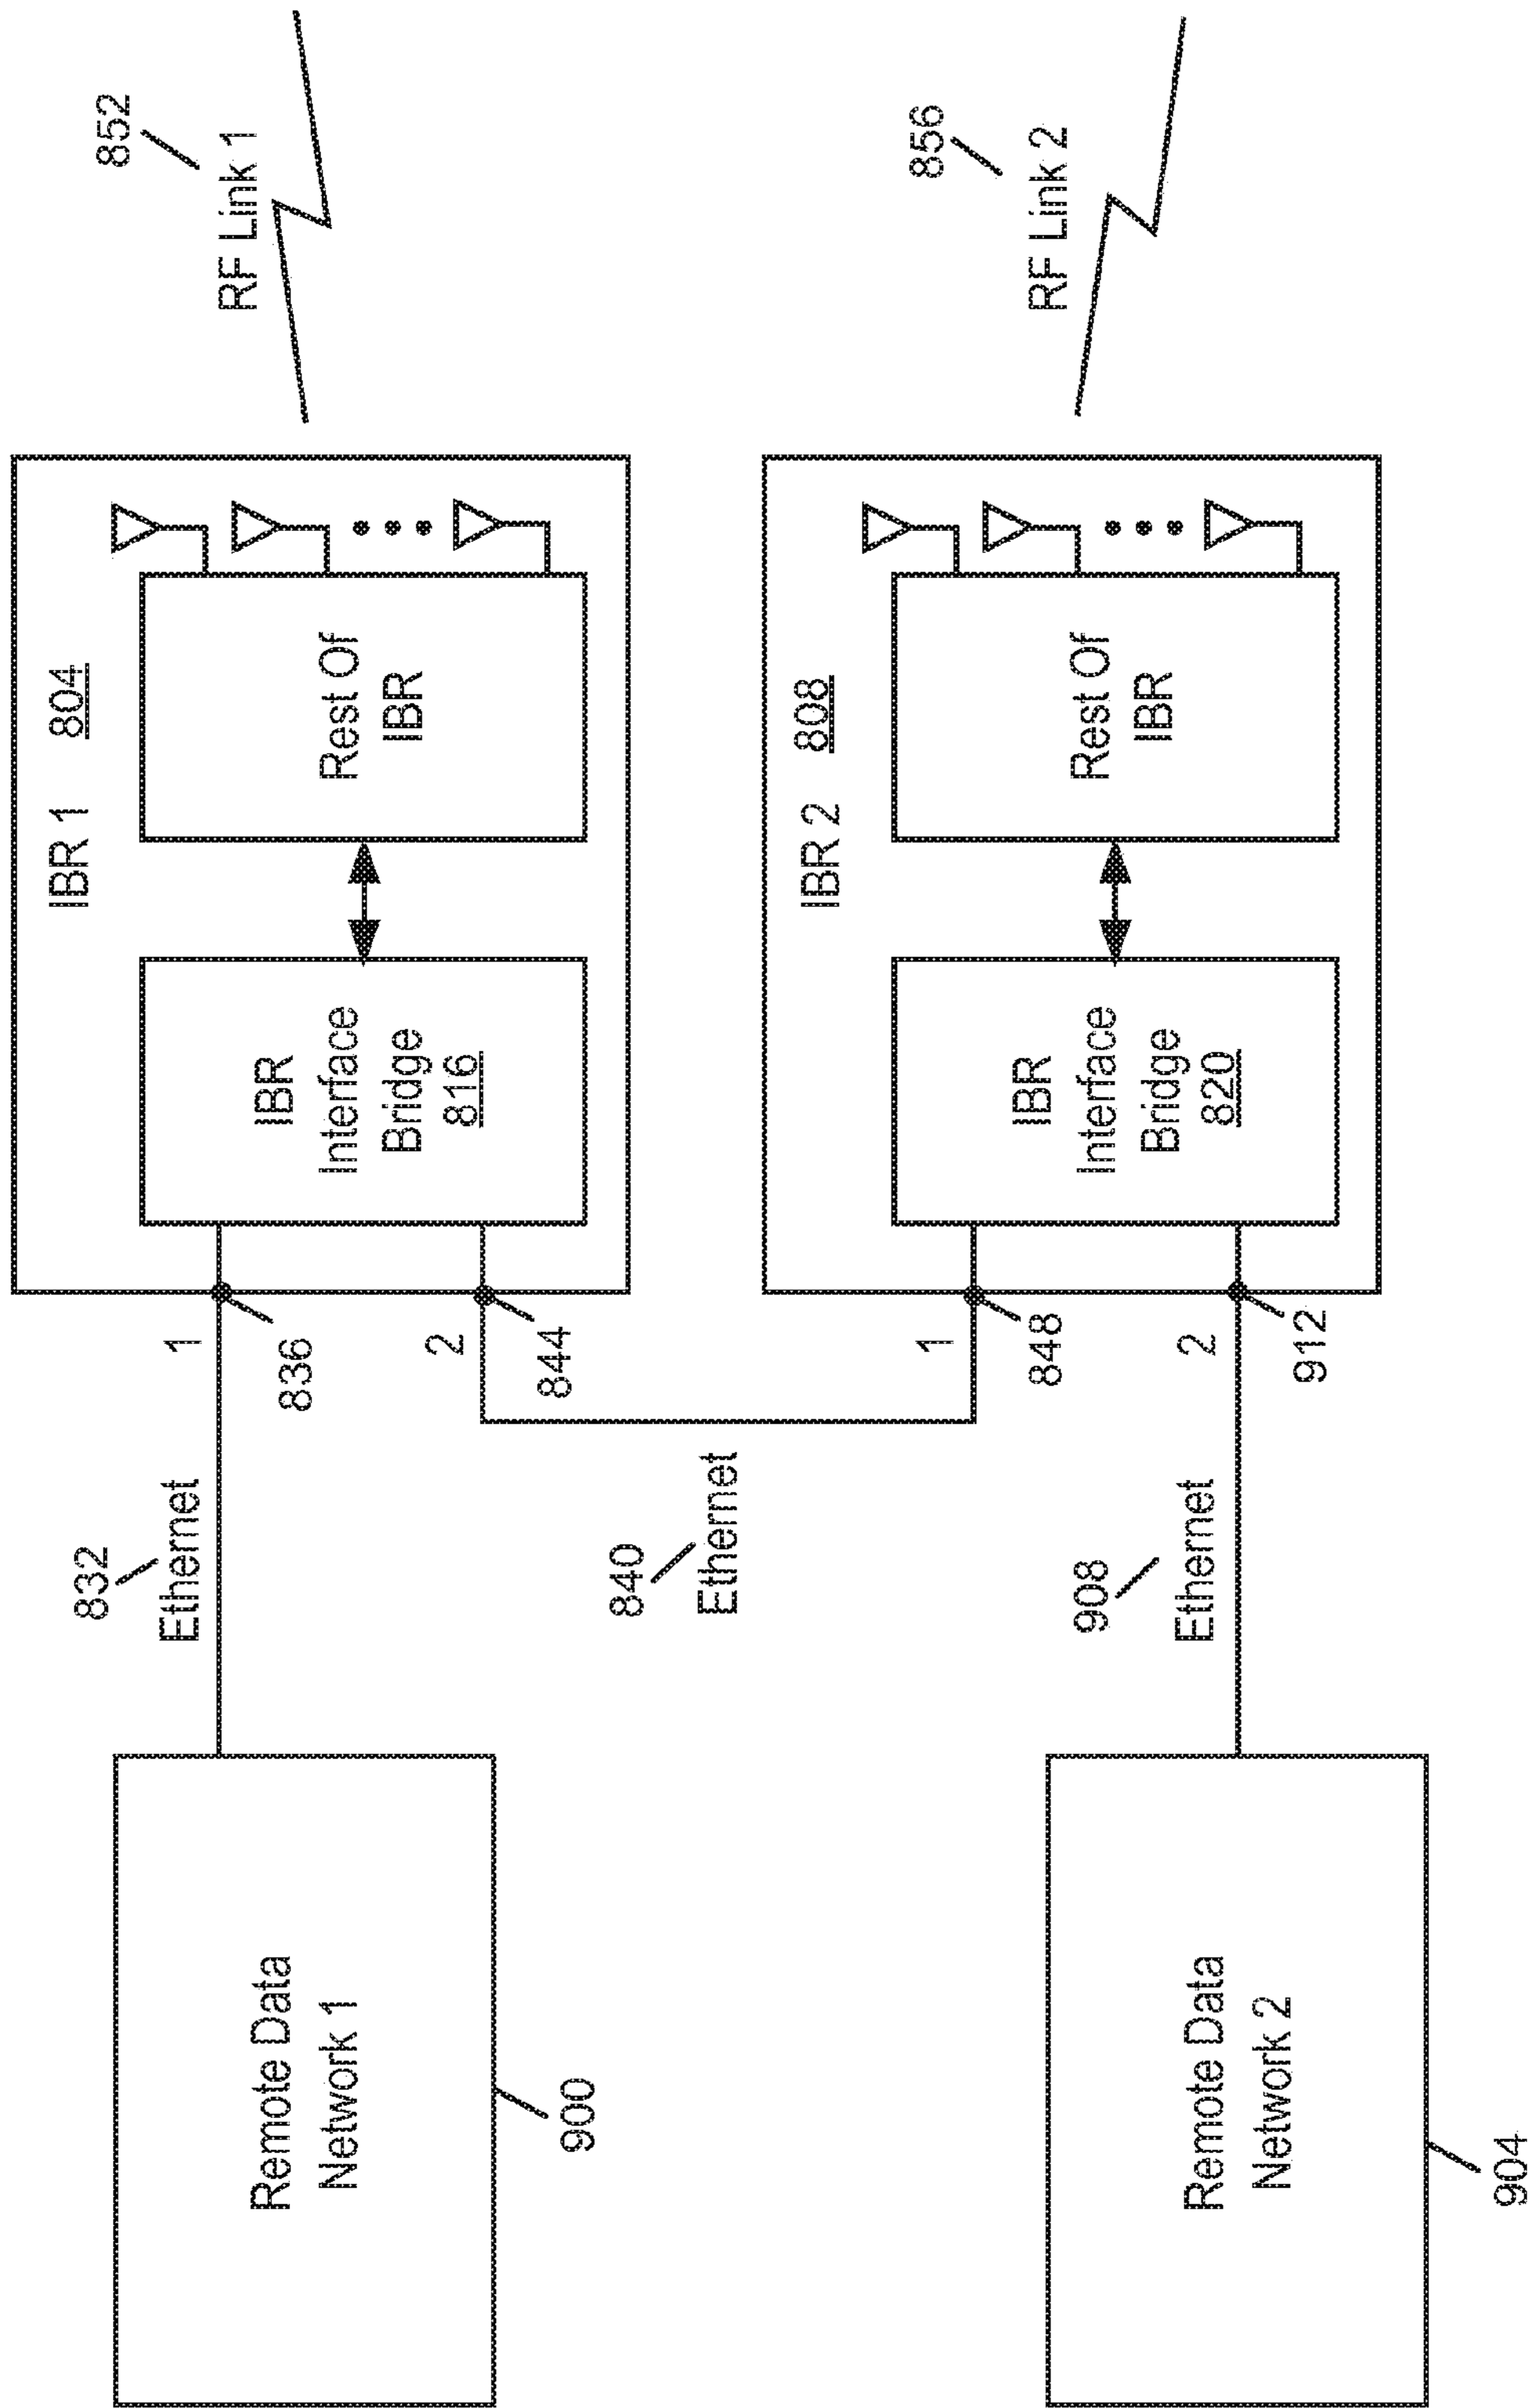 852
RF Link 1
IBR 1 804
Rest Of
IBR
IBR
Interface
Bridge
816
1
836
2
844
832
Ethernet
840
Ethernet
Remote Data
Network 1
900
856
RF Link 2
IBR 2 808
Rest Of
IBR
IBR
Interface
Bridge
820
1
848
2
912
908
Ethernet
Remote Data
Network 2
904